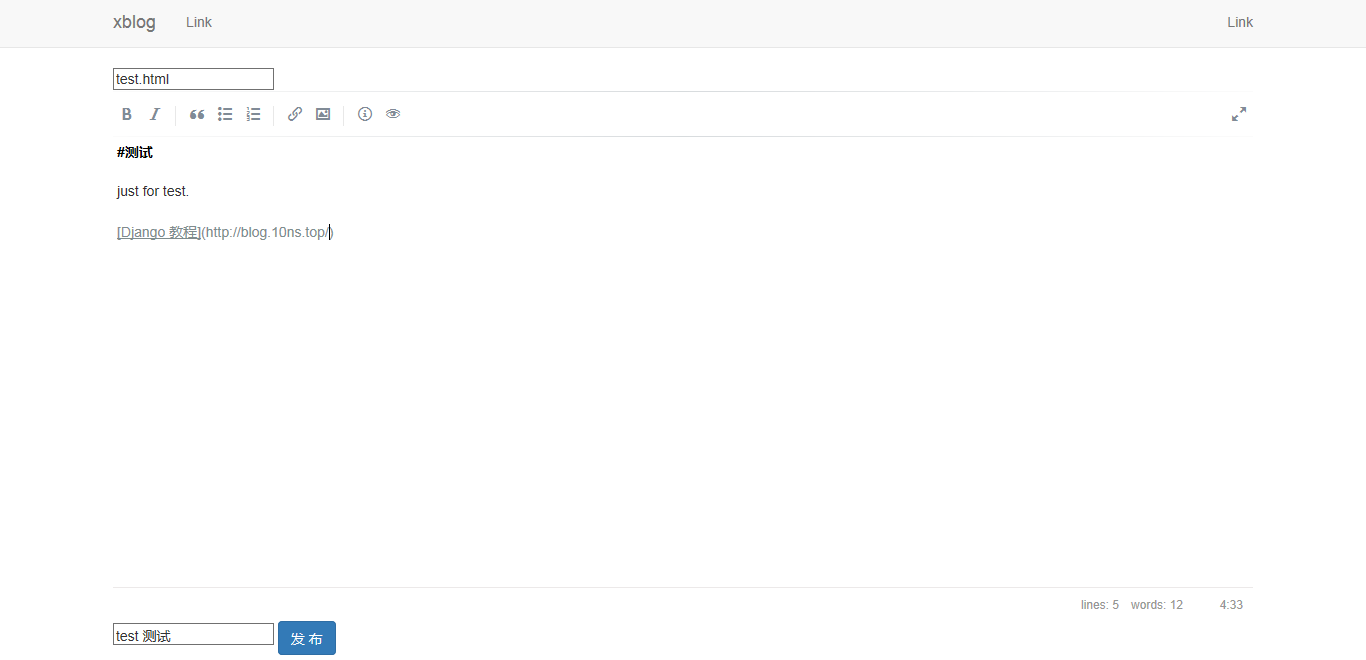 xblog Link Link
test.html
#测试
just for test.
[Django 教程](http://blog.10ns.top/)
lines: 5 words: 12 4:33
test 测试 发 布